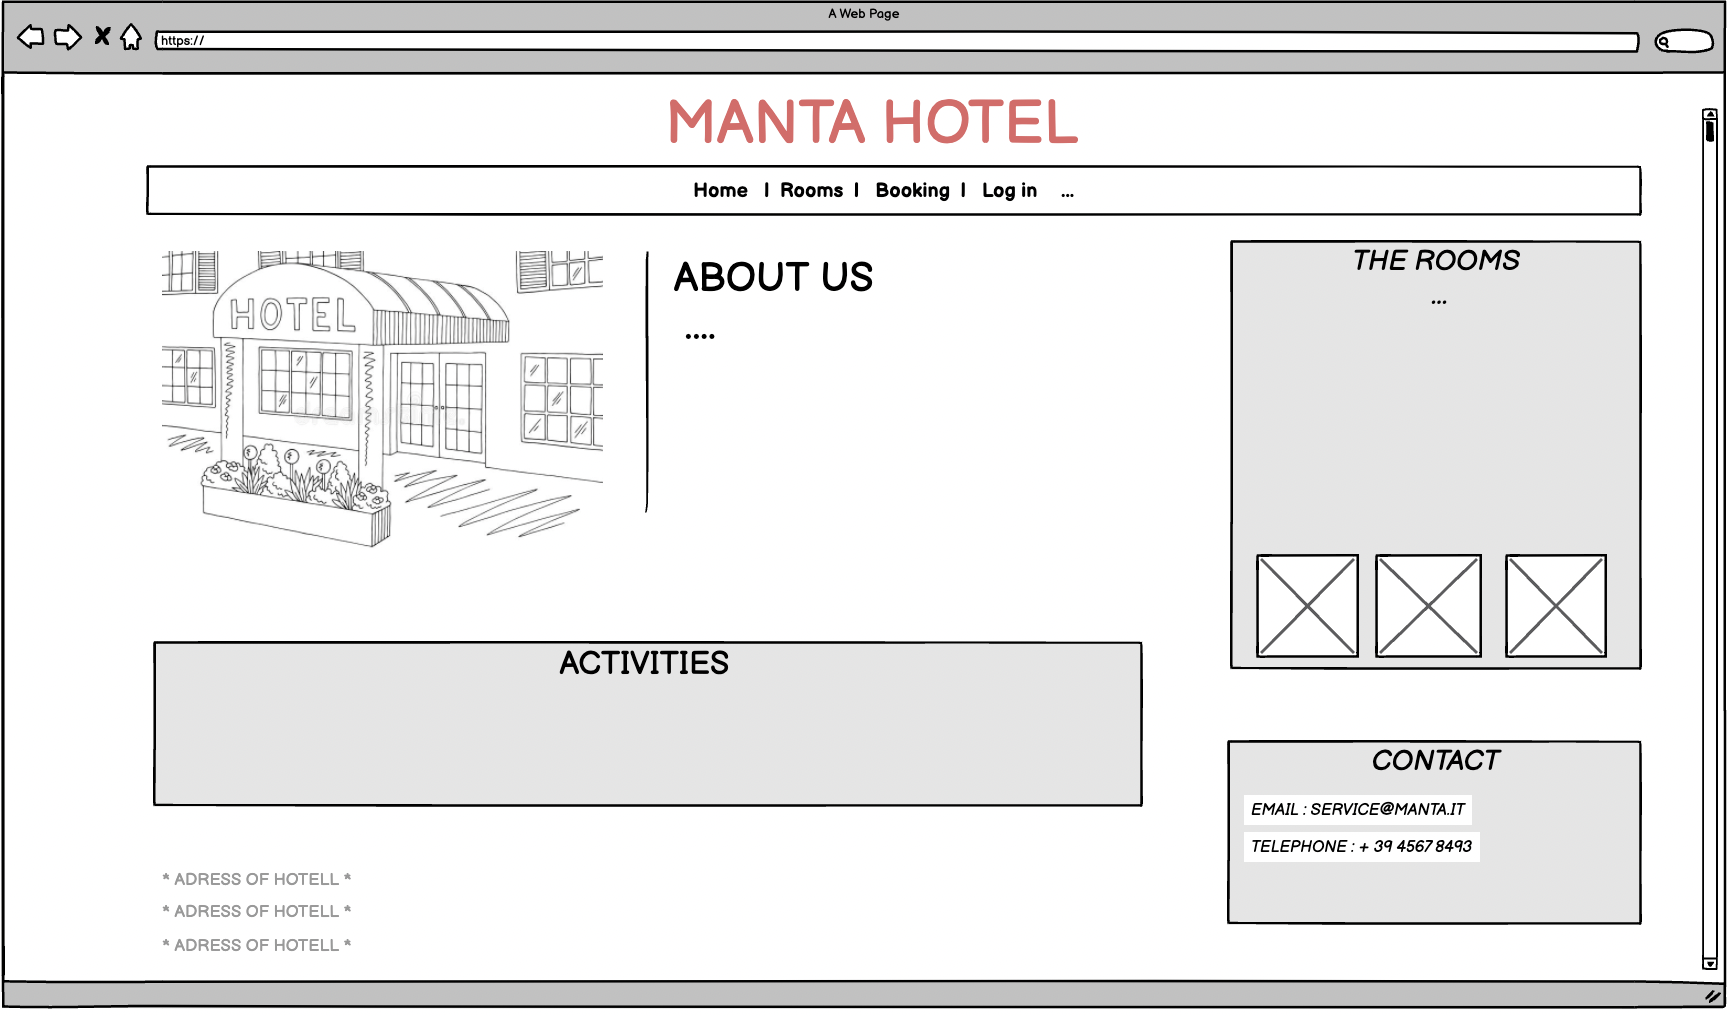 A Web Page
https://
MANTA HOTEL
Home | Rooms | Booking | Log in ...
HOTEL
ABOUT US
....
THE ROOMS
...
ACTIVITIES
CONTACT
EMAIL : SERVICE@MANTA.IT
TELEPHONE : + 39 4567 8493
* ADRESS OF HOTELL *
* ADRESS OF HOTELL *
* ADRESS OF HOTELL *